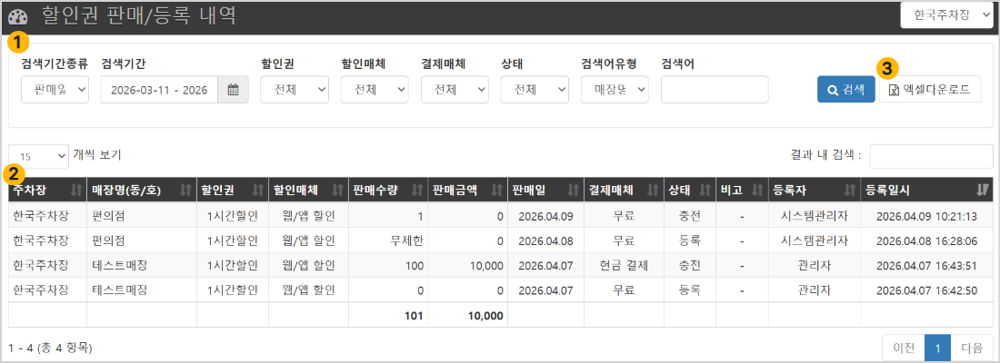 할인권 판매/등록 내역 한국주차장
1
검색기간종류 검색기간 할인권 할인매체 결제매체 상태 검색어유형 검색어
3
판매일 2026-03-11 - 2026 전체 전체 전체 전체 매장명 검색 엑셀다운로드
15 개씩 보기 결과 내 검색 :
2
주차장 매장명(동/호) 할인권 할인매체 판매수량 판매금액 판매일 결제매체 상태 비고 등록자 등록일시
한국주차장 편의점 1시간할인 웹/앱 할인 1 0 2026.04.09 무료 충전 - 시스템관리자 2026.04.09 10:21:13
한국주차장 편의점 1시간할인 웹/앱 할인 무제한 0 2026.04.08 무료 등록 - 시스템관리자 2026.04.08 16:28:06
한국주차장 테스트매장 1시간할인 웹/앱 할인 100 10,000 2026.04.07 현금 결제 충전 - 관리자 2026.04.07 16:43:51
한국주차장 테스트매장 1시간할인 웹/앱 할인 0 0 2026.04.07 무료 등록 - 관리자 2026.04.07 16:42:50
101 10,000
1 - 4 (총 4 항목) 이전 1 다음